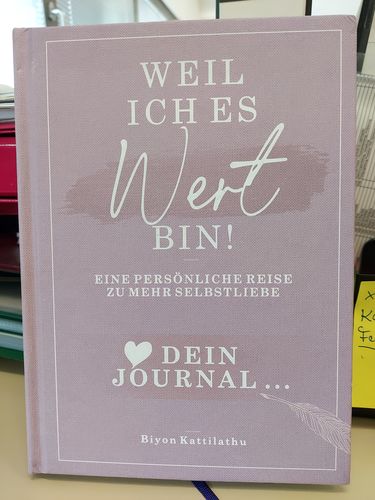 WEIL
ICH ES
Wert
BIN!
EINE PERSÖNLICHE REISE
ZU MEHR SELBSTLIEBE
DEIN
JOURNAL...
Biyon Kattilathu